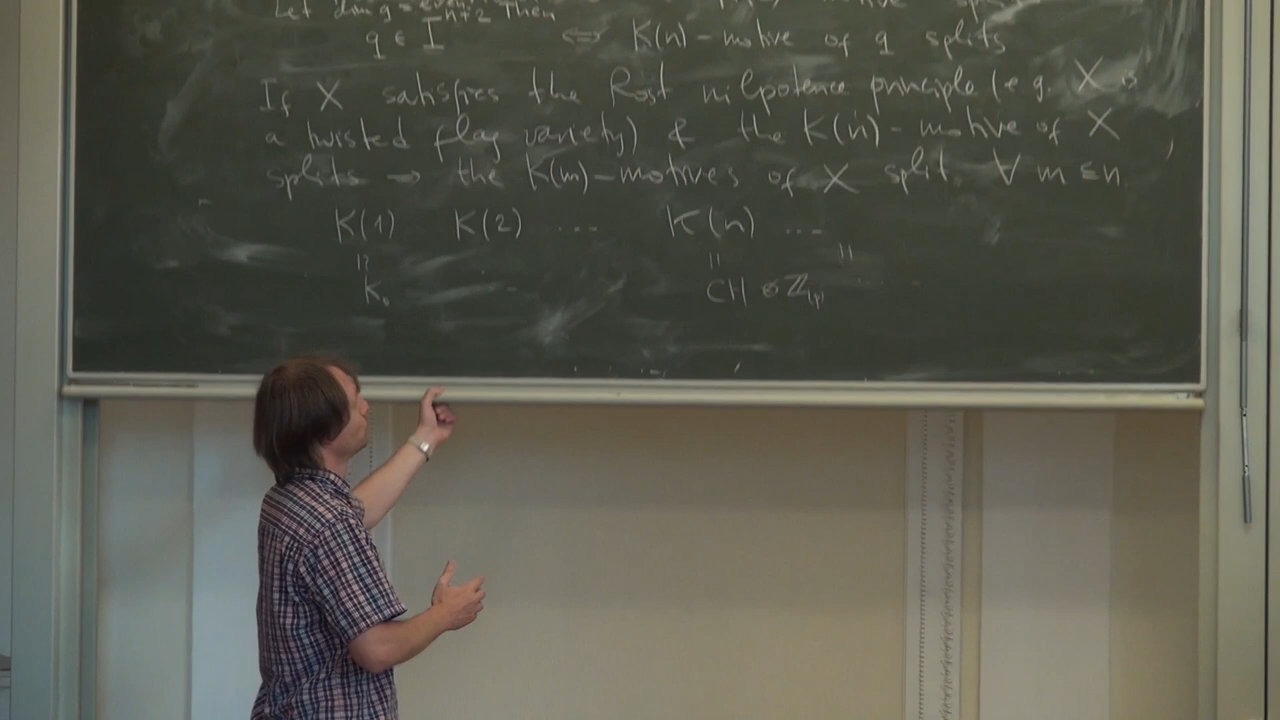 Let dim q = even. Then
q ∈ I^{n+2} ⇔ K(n)-motive of q splits
If X satisfies the Rost nilpotence principle (e.g. X is
a twisted flag variety) & the K(n)-motive of X
splits → the K(m)-motives of X split ∀ m ≤ n
K(1) K(2) ... K(n) ...
K₀ CH ⊗ ℤ_(p)